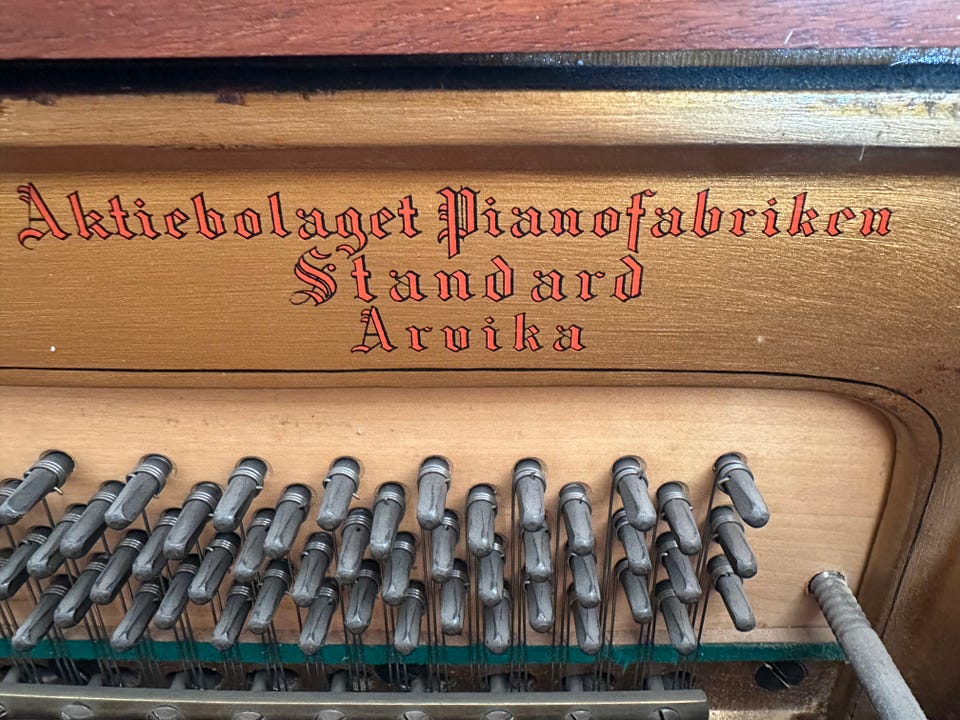 Aktiebolaget Pianofabriken
Standard
Arvika